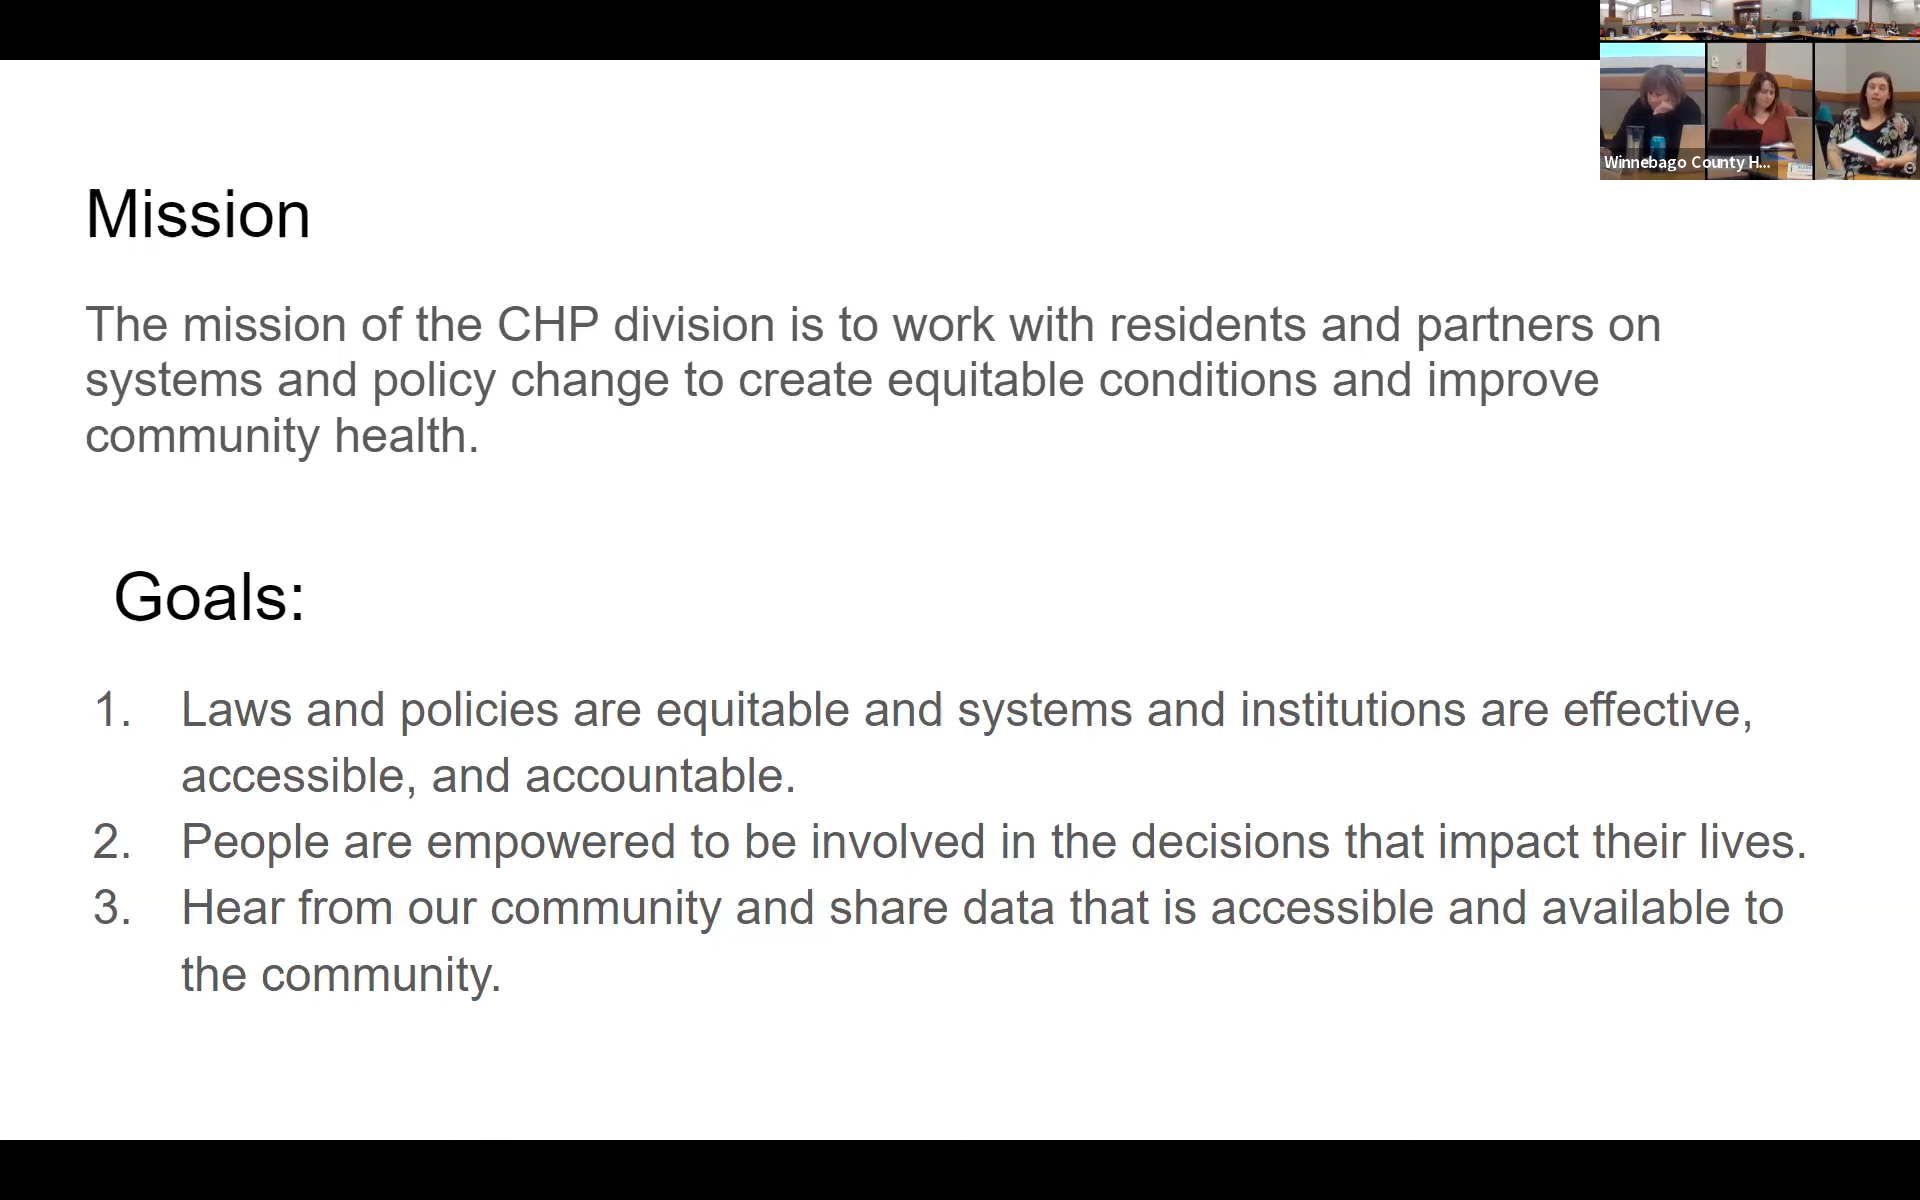 Winnebago County H...
Mission
The mission of the CHP division is to work with residents and partners on
systems and policy change to create equitable conditions and improve
community health.
Goals:
1. Laws and policies are equitable and systems and institutions are effective,
accessible, and accountable.
2. People are empowered to be involved in the decisions that impact their lives.
3. Hear from our community and share data that is accessible and available to
the community.